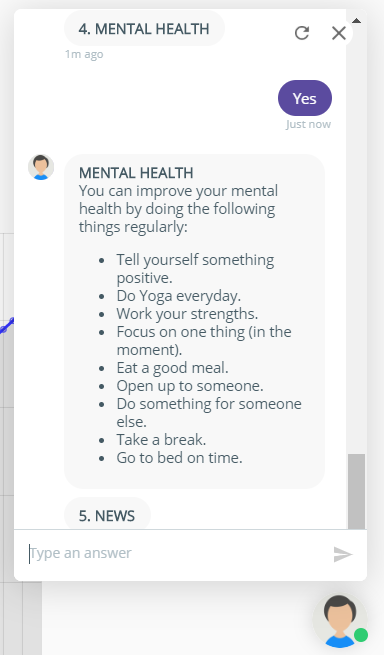 4. MENTAL HEALTH
1m ago
Yes
Just now
MENTAL HEALTH
You can improve your mental
health by doing the following
things regularly:
• Tell yourself something
positive.
• Do Yoga everyday.
• Work your strengths.
• Focus on one thing (in the
moment).
• Eat a good meal.
• Open up to someone.
• Do something for someone
else.
• Take a break.
• Go to bed on time.
5. NEWS
Type an answer